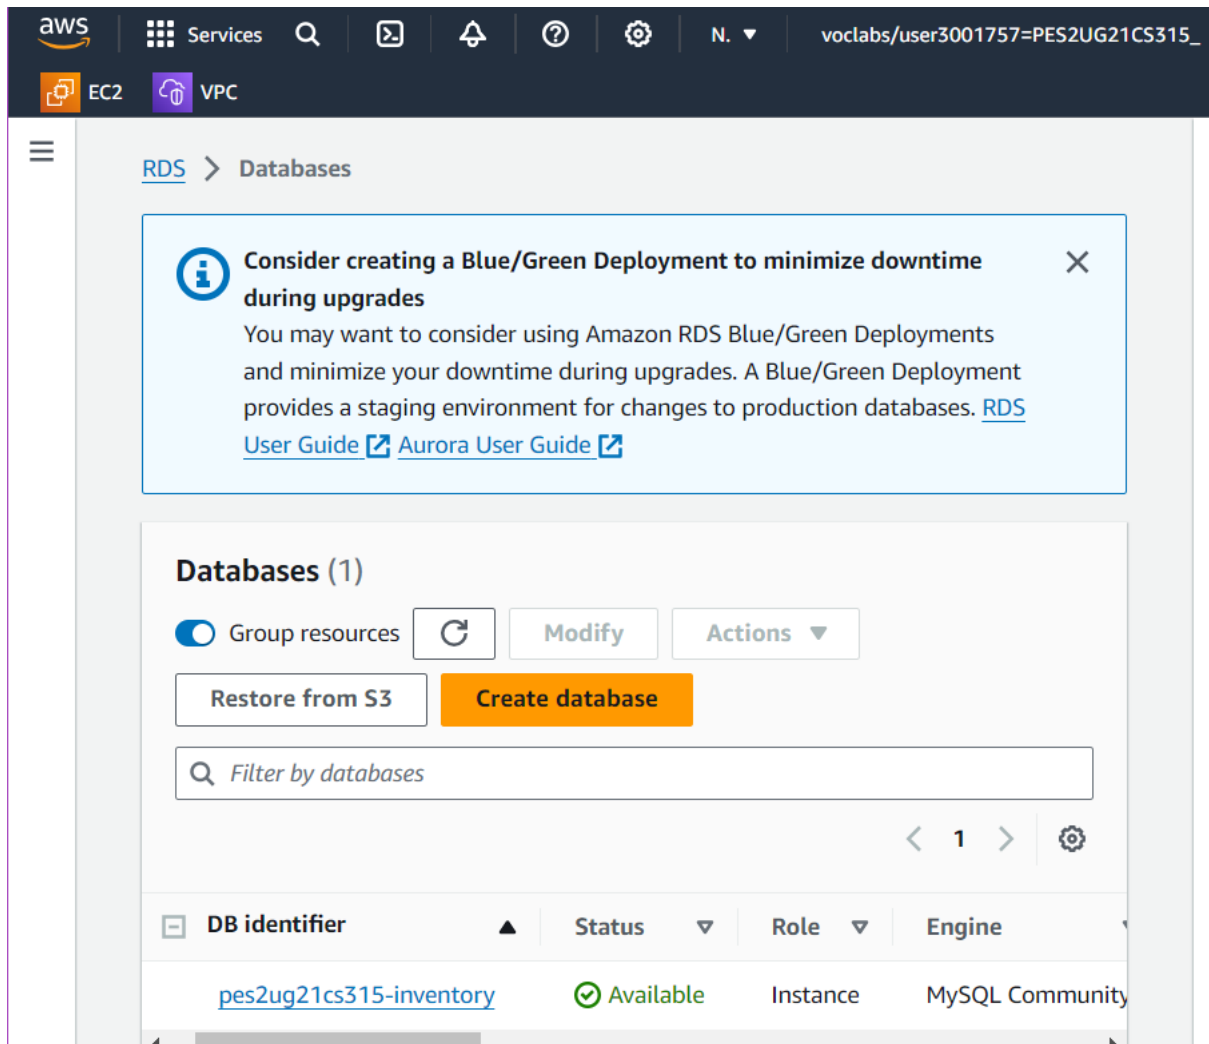 aws Services N. voclabs/user3001757=PES2UG21CS315_
EC2 VPC
RDS Databases
Consider creating a Blue/Green Deployment to minimize downtime
during upgrades
You may want to consider using Amazon RDS Blue/Green Deployments
and minimize your downtime during upgrades. A Blue/Green Deployment
provides a staging environment for changes to production databases. RDS
User Guide Aurora User Guide
Databases (1)
Group resources Modify Actions
Restore from S3 Create database
Filter by databases
1
DB identifier Status Role Engine
pes2ug21cs315-inventory Available Instance MySQL Community